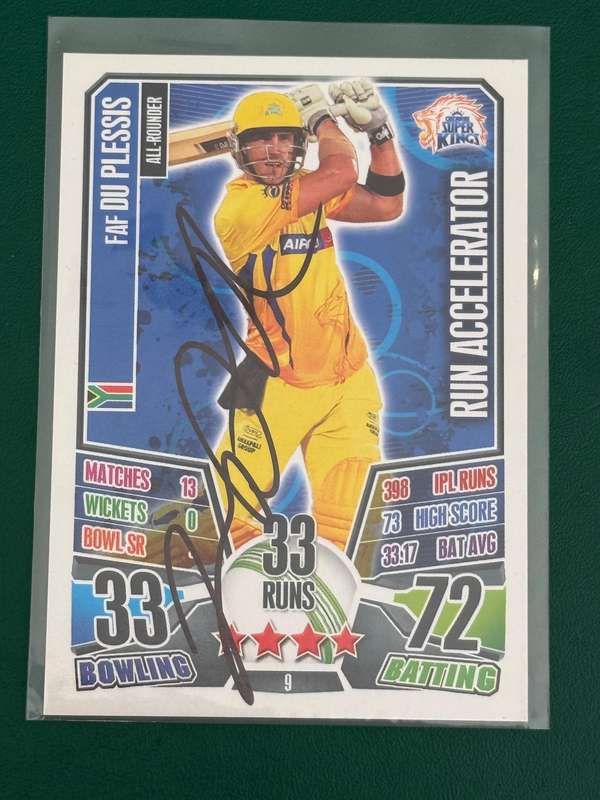 FAF DU PLESSIS
ALL-ROUNDER
SUPER
KINGS
AIRC
RUN ACCELERATOR
MATCHES 13
WICKETS 0
BOWL SR
398 IPL RUNS
73 HIGH SCORE
33.17 BAT AVG
33
BOWLING
33
RUNS
72
BATTING
9